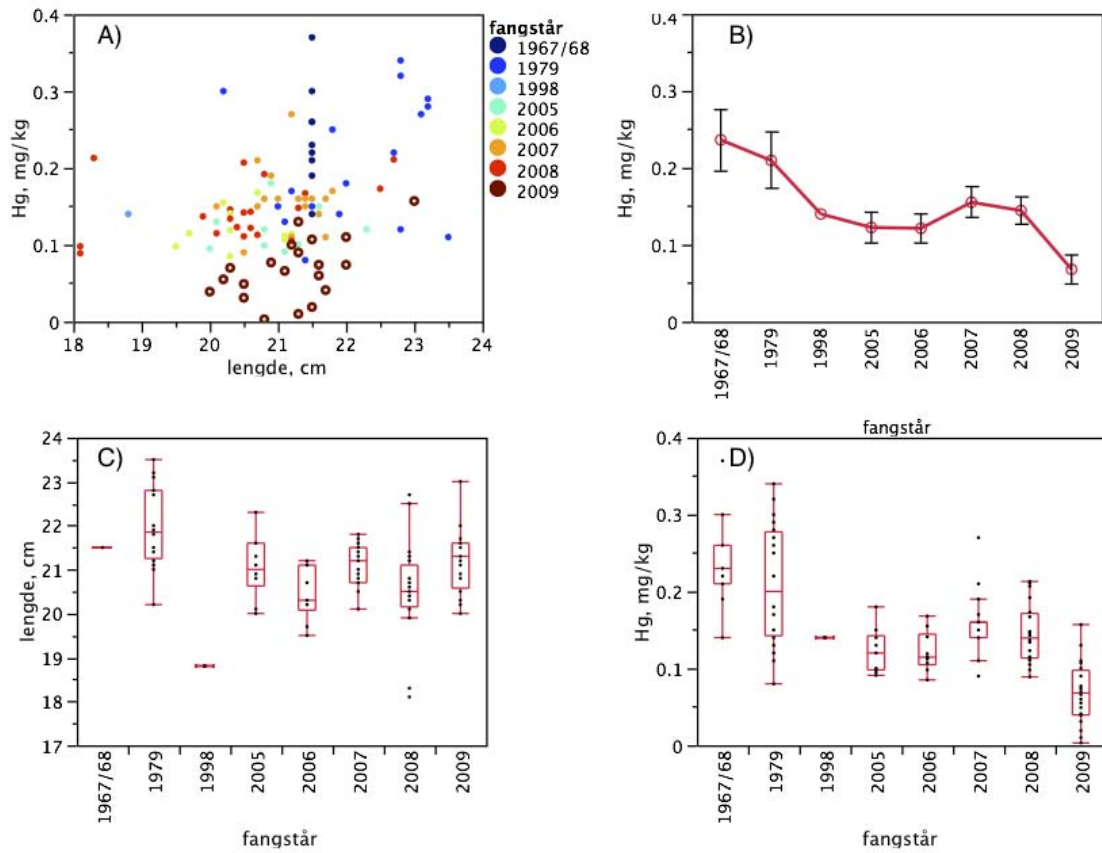 A)
Hg, mg/kg
0.4
0.3
0.2
0.1
0
18 19 20 21 22 23 24
lengde, cm
fangstår
1967/68
1979
1998
2005
2006
2007
2008
2009
B)
Hg, mg/kg
0.4
0.3
0.2
0.1
0
1967/68 1979 1998 2005 2006 2007 2008 2009
fangstår
C)
lengde, cm
24
23
22
21
20
19
18
17
1967/68 1979 1998 2005 2006 2007 2008 2009
fangstår
D)
Hg, mg/kg
0.4
0.3
0.2
0.1
0
1967/68 1979 1998 2005 2006 2007 2008 2009
fangstår